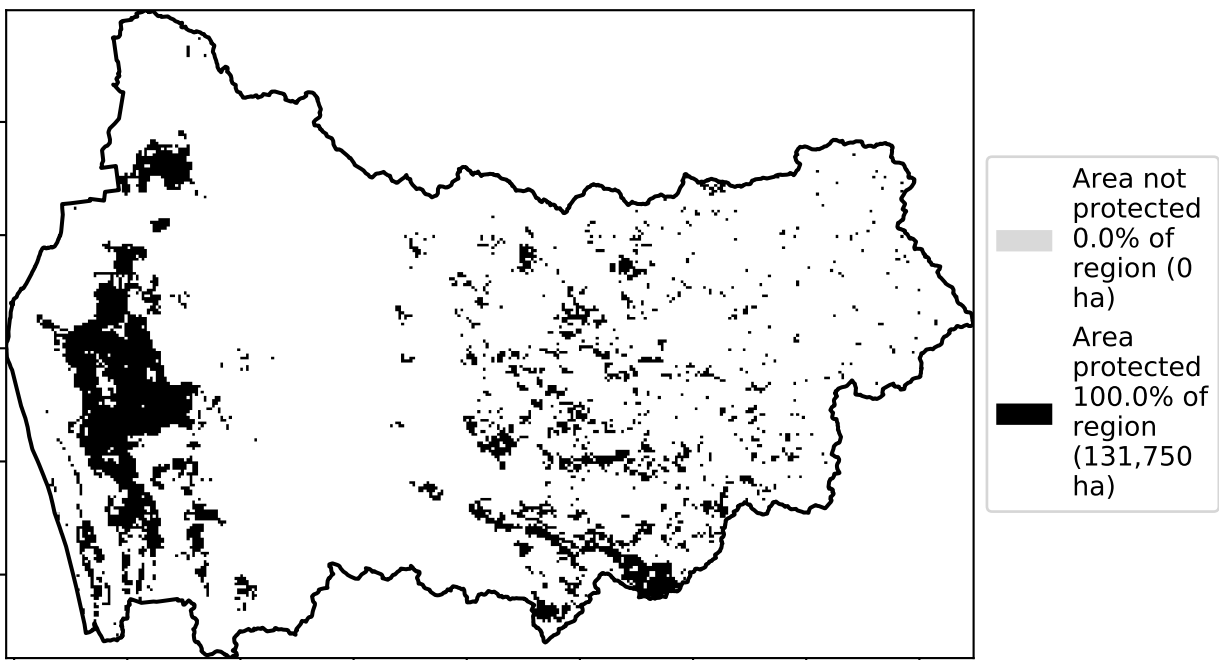 Area not
protected
0.0% of
region (0
ha)
Area
protected
100.0% of
region
(131,750
ha)